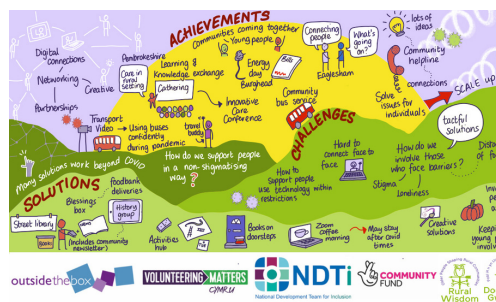 ACHIEVEMENTS
Communities coming together
Young people
Digital
connections
Networking
Creative
Partnerships
Pembrokeshire
Care in
rural
setting
Learning &
Knowledge exchange
Gathering
Innovative
Care
Conference
Energy
day
Burghead
Bute
Community
bus service
Connecting
people
What's
going
on?
Eaglesham
lots of
ideas
Community
helpline
connections
Solve
issues for
individuals
SCALE UP
Transport
Video
Using buses
confidently
during pandemic
travel
books
CHALLENGES
Many solutions work beyond COVID
How do we support people
in a non-stigmatising
way?
How to
support people
use technology within
restrictions
Hard to
connect face to
face
How do we
involve those
who face barriers?
Stigma
Loneliness
tactful
solutions
SOLUTIONS
foodbank
deliveries
Blessings
box
Street library
Books
NEWS
History
group
(includes community
newsletter)
Activities
hub
Books on
doorsteps
Zoom
coffee
morning
May stay
after covid
times
Creative
solutions
outsidethebox
VOLUNTEERING MATTERS
CYMRU
NDTi
National Development Team for Inclusion
COMMUNITY
FUND
Rural
Wisdom